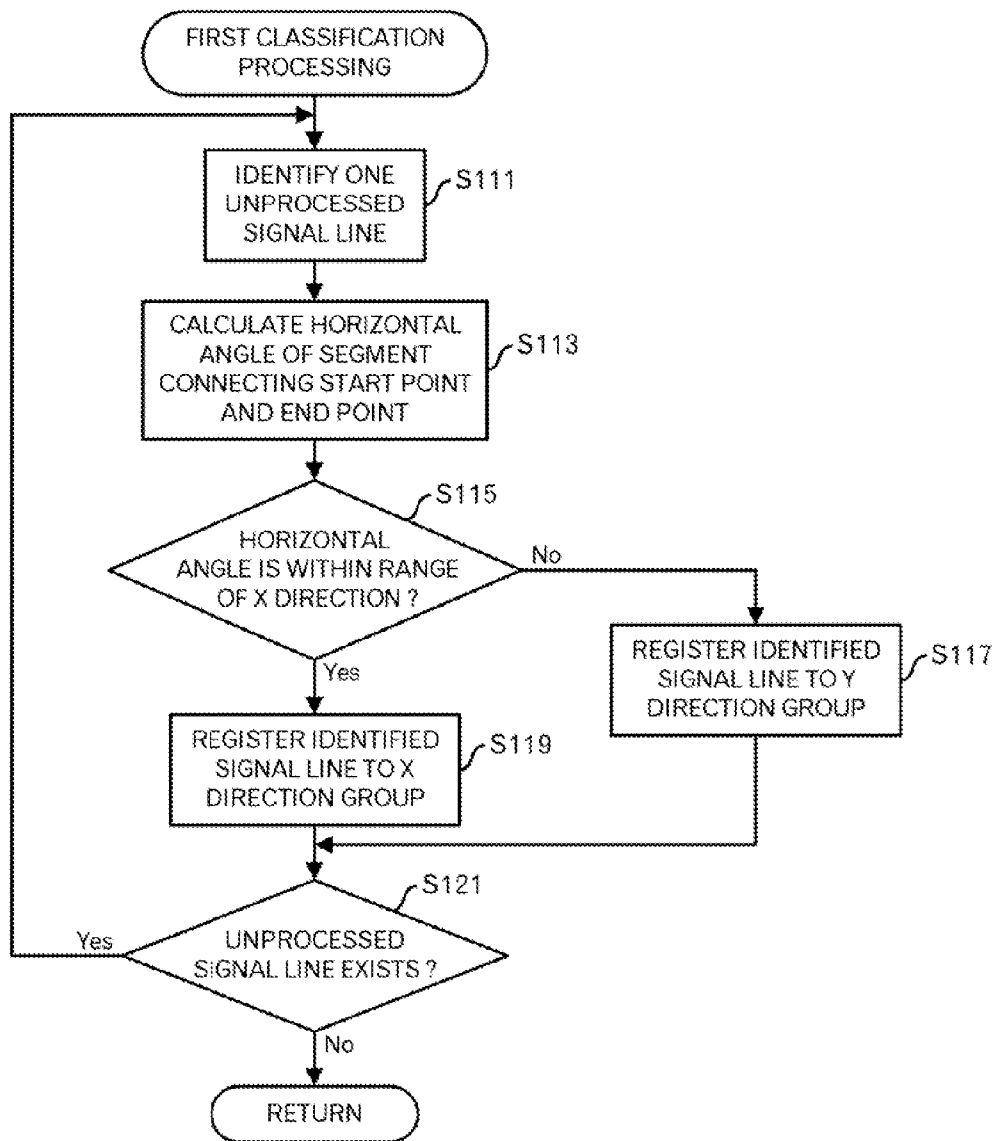 FIRST CLASSIFICATION
PROCESSING
IDENTIFY ONE
UNPROCESSED
SIGNAL LINE
S111
CALCULATE HORIZONTAL
ANGLE OF SEGMENT
CONNECTING START POINT
AND END POINT
S113
S115
HORIZONTAL
ANGLE IS WITHIN RANGE
OF X DIRECTION ?
No
Yes
REGISTER IDENTIFIED
SIGNAL LINE TO Y
DIRECTION GROUP
S117
REGISTER IDENTIFIED
SIGNAL LINE TO X
DIRECTION GROUP
S119
S121
UNPROCESSED
SIGNAL LINE EXISTS ?
Yes
No
RETURN